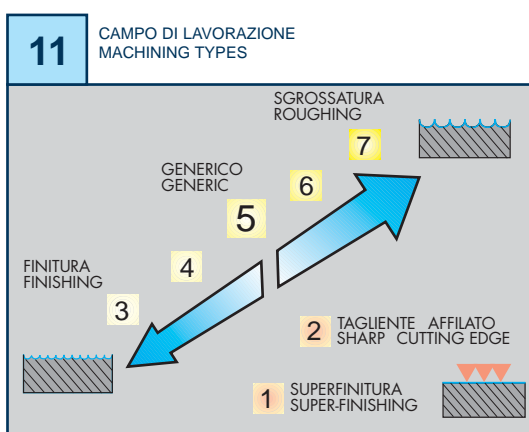 11
CAMPO DI LAVORAZIONE
MACHINING TYPES
SGROSSATURA
ROUGHING
7
GENERICO
GENERIC
6
5
4
FINITURA
FINISHING
3
2 TAGLIENTE AFFILATO
SHARP CUTTING EDGE
1 SUPERFINITURA
SUPER-FINISHING